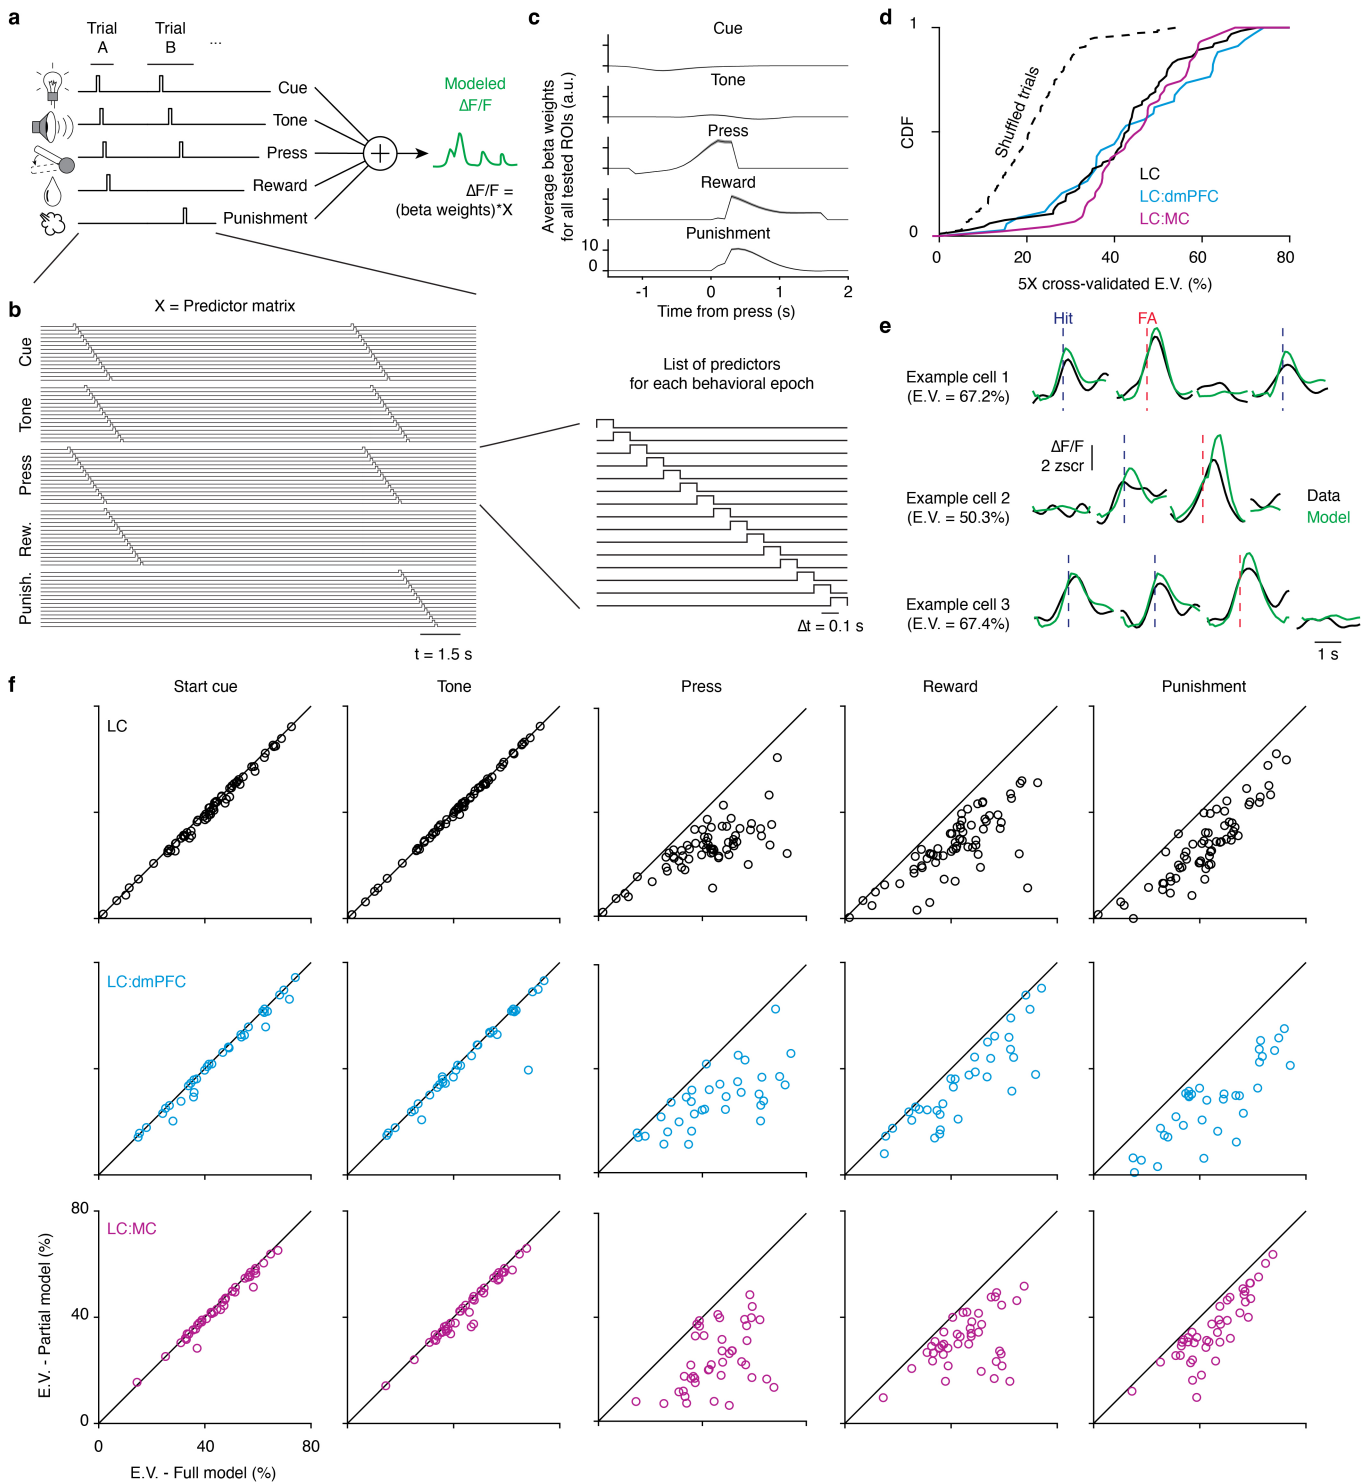 a
Trial
A
Trial
B
...
Cue
Tone
Press
Reward
Punishment
Modeled
ΔF/F
ΔF/F =
(beta weights)*X
c
Average beta weights
for all tested ROIs (a.u.)
Cue
Tone
Press
Reward
Punishment
10
0
-1
0
1
2
Time from press (s)
d
1
0
CDF
Shuffled trials
LC
LC:dmPFC
LC:MC
0
20
40
60
80
5X cross-validated E.V. (%)
b
X = Predictor matrix
Cue
Tone
Press
Rew.
Punish.
t = 1.5 s
List of predictors
for each behavioral epoch
Δt = 0.1 s
e
Hit
FA
Example cell 1
(E.V. = 67.2%)
ΔF/F
2 zscr
Example cell 2
(E.V. = 50.3%)
Data
Model
Example cell 3
(E.V. = 67.4%)
1 s
f
Start cue
Tone
Press
Reward
Punishment
LC
LC:dmPFC
LC:MC
80
40
0
E.V. - Partial model (%)
0
40
80
E.V. - Full model (%)